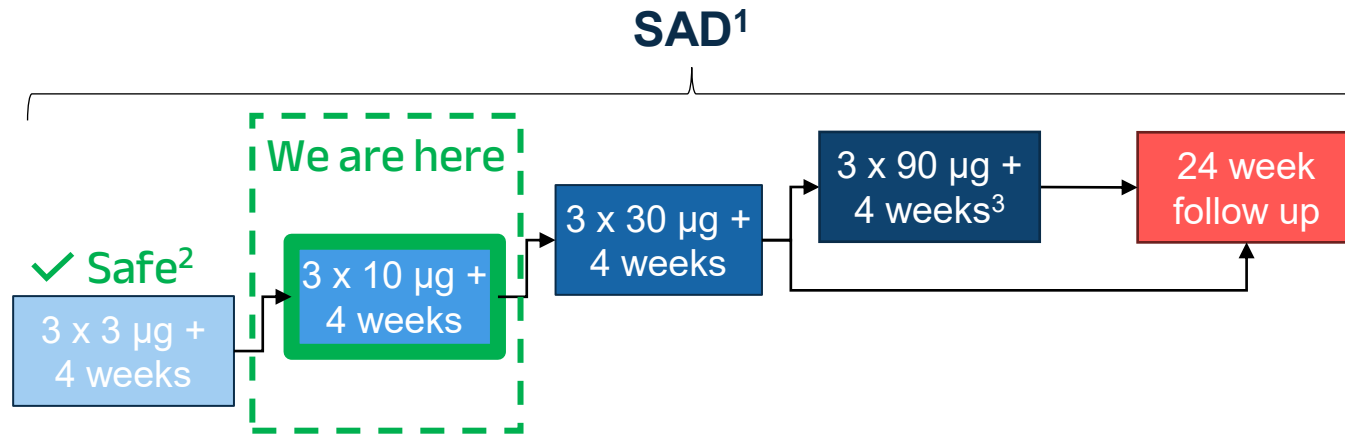 SAD¹
We are here
✓ Safe²
3 x 3 µg +
4 weeks
3 x 10 µg +
4 weeks
3 x 30 µg +
4 weeks
3 x 90 µg +
4 weeks³
24 week
follow up